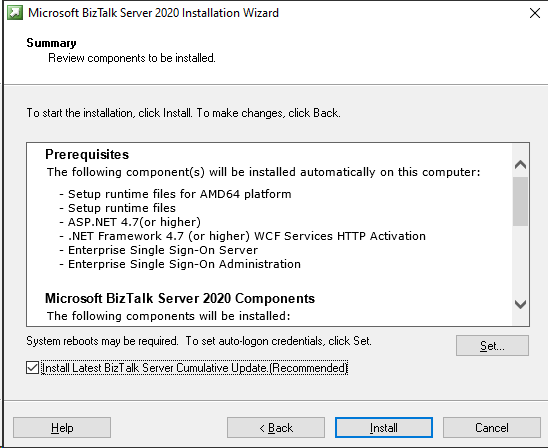 Microsoft BizTalk Server 2020 Installation Wizard
Summary
Review components to be installed.
To start the installation, click Install. To make changes, click Back.
Prerequisites
The following component(s) will be installed automatically on this computer:
- Setup runtime files for AMD64 platform
- Setup runtime files
- ASP.NET 4.7(or higher)
- .NET Framework 4.7 (or higher) WCF Services HTTP Activation
- Enterprise Single Sign-On Server
- Enterprise Single Sign-On Administration
Microsoft BizTalk Server 2020 Components
The following components will be installed:
System reboots may be required. To set auto-logon credentials, click Set.
Set...
Install Latest BizTalk Server Cumulative Update.(Recommended)
Help
< Back
Install
Cancel